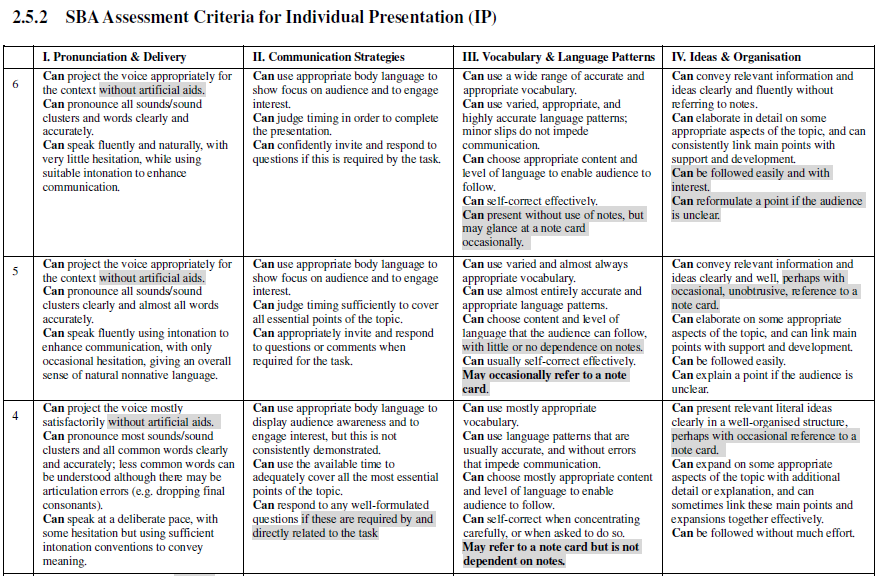 2.5.2 SBA Assessment Criteria for Individual Presentation (IP)
I. Pronunciation & Delivery
II. Communication Strategies
III. Vocabulary & Language Patterns
IV. Ideas & Organisation
6
Can project the voice appropriately for
the context without artificial aids.
Can pronounce all sounds/sound
clusters and words clearly and
accurately.
Can speak fluently and naturally, with
very little hesitation, while using
suitable intonation to enhance
communication.
Can use appropriate body language to
show focus on audience and to engage
interest.
Can judge timing in order to complete
the presentation.
Can confidently invite and respond to
questions if this is required by the task.
Can use a wide range of accurate and
appropriate vocabulary.
Can use varied, appropriate, and
highly accurate language patterns;
minor slips do not impede
communication.
Can choose appropriate content and
level of language to enable audience to
follow.
Can self-correct effectively.
Can present without use of notes, but
may glance at a note card
occasionally.
Can convey relevant information and
ideas clearly and fluently without
referring to notes.
Can elaborate in detail on some
appropriate aspects of the topic, and can
consistently link main points with
support and development.
Can be followed easily and with
interest.
Can reformulate a point if the audience
is unclear.
5
Can project the voice appropriately for
the context without artificial aids.
Can pronounce all sounds/sound
clusters clearly and almost all words
accurately.
Can speak fluently using intonation to
enhance communication, with only
occasional hesitation, giving an overall
sense of natural nonnative language.
Can use appropriate body language to
show focus on audience and to engage
interest.
Can judge timing sufficiently to cover
all essential points of the topic.
Can appropriately invite and respond
to questions or comments when
required for the task.
Can use varied and almost always
appropriate vocabulary.
Can use almost entirely accurate and
appropriate language patterns.
Can choose content and level of
language that the audience can follow,
with little or no dependence on notes.
Can usually self-correct effectively.
May occasionally refer to a note
card.
Can convey relevant information and
ideas clearly and well, perhaps with
occasional, unobtrusive, reference to a
note card.
Can elaborate on some appropriate
aspects of the topic, and can link main
points with support and development.
Can be followed easily.
Can explain a point if the audience is
unclear.
4
Can project the voice mostly
satisfactorily without artificial aids.
Can pronounce most sounds/sound
clusters and all common words clearly
and accurately; less common words can
be understood although there may be
articulation errors (e.g. dropping final
consonants).
Can speak at a deliberate pace, with
some hesitation but using sufficient
intonation conventions to convey
meaning.
Can use appropriate body language to
display audience awareness and to
engage interest, but this is not
consistently demonstrated.
Can use the available time to
adequately cover all the most essential
points of the topic.
Can respond to any well-formulated
questions if these are required by and
directly related to the task
Can use mostly appropriate
vocabulary.
Can use language patterns that are
usually accurate, and without errors
that impede communication.
Can choose mostly appropriate content
and level of language to enable
audience to follow.
Can self-correct when concentrating
carefully, or when asked to do so.
May refer to a note card but is not
dependent on notes.
Can present relevant literal ideas
clearly in a well-organised structure,
perhaps with occasional reference to a
note card.
Can expand on some appropriate
aspects of the topic with additional
detail or explanation, and can
sometimes link these main points and
expansions together effectively.
Can be followed without much effort.